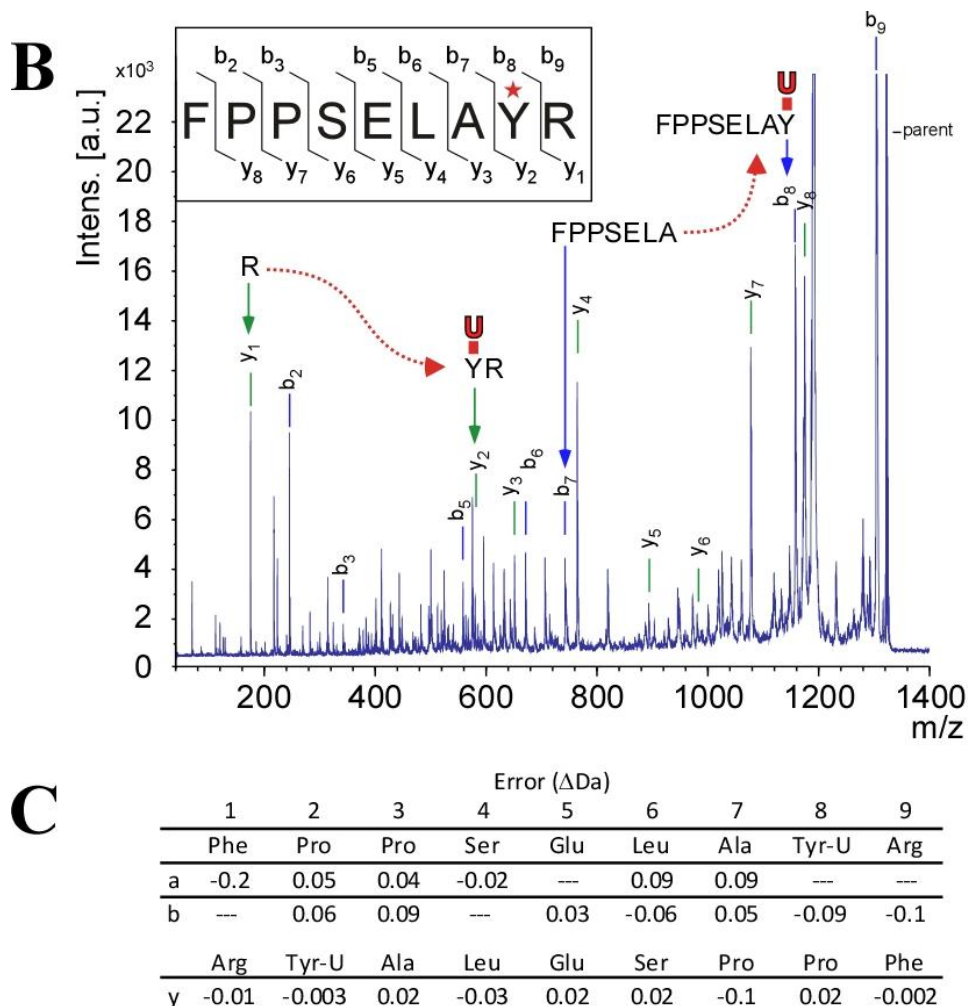 B
x10³
Intens. [a.u.]
b₂ b₃ b₅ b₆ b₇ b₈ b₉
FPPSELAYR
y₈ y₇ y₆ y₅ y₄ y₃ y₂ y₁
b₉
U
FPPSELAY
parent
b₈
y₈
FPPSELA
R
y₁
b₂
U
YR
y₂
y₄
y₇
b₃
b₅
y₃
b₆
b₇
y₅
y₆
22
20
18
16
14
12
10
8
6
4
2
0
200 400 600 800 1000 1200 1400
m/z
C
Error (ΔDa)
1 2 3 4 5 6 7 8 9
Phe Pro Pro Ser Glu Leu Ala Tyr-U Arg
a -0.2 0.05 0.04 -0.02 --- 0.09 0.09 --- ---
b --- 0.06 0.09 --- 0.03 -0.06 0.05 -0.09 -0.1
Arg Tyr-U Ala Leu Glu Ser Pro Pro Phe
y -0.01 -0.003 0.02 -0.03 0.02 0.02 -0.1 0.02 -0.002